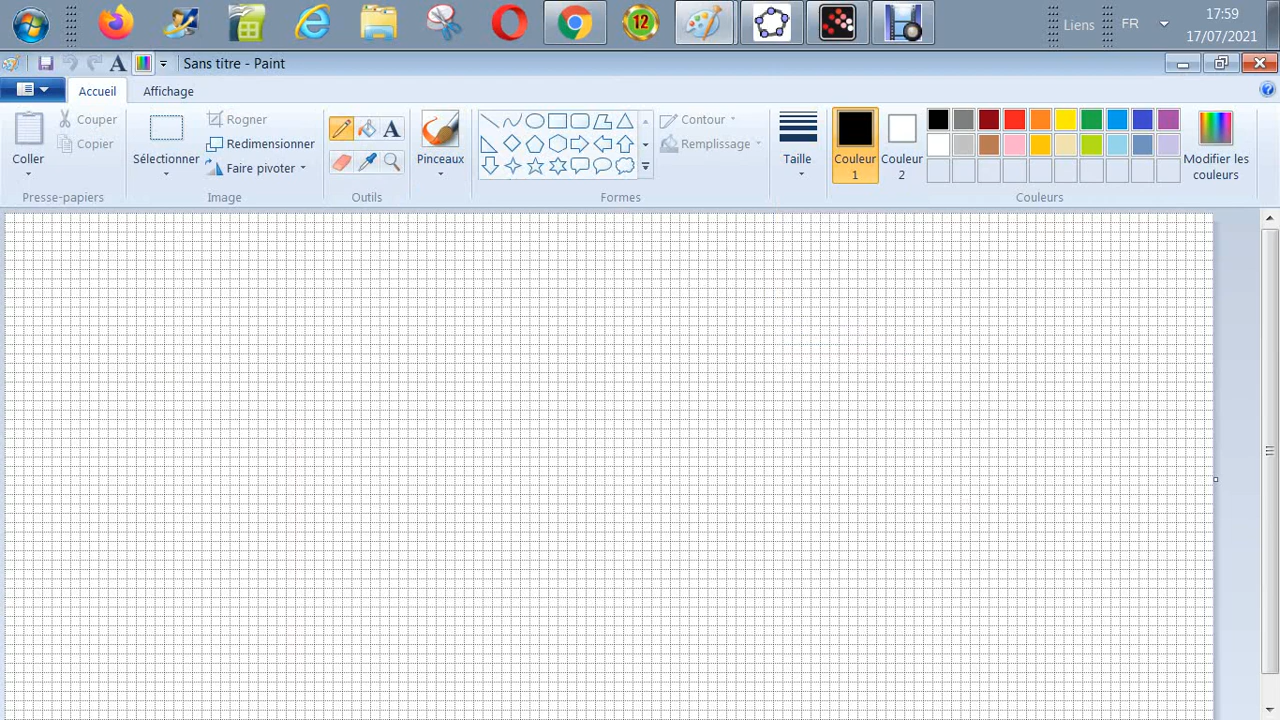 12
Liens
FR
17:59
17/07/2021
Sans titre - Paint
Accueil
Affichage
Coller
Couper
Copier
Presse-papiers
Sélectionner
Rogner
Redimensionner
Faire pivoter
Image
A
Outils
Pinceaux
Contour
Remplissage
Formes
Taille
Couleur
1
Couleur
2
Modifier les
couleurs
Couleurs